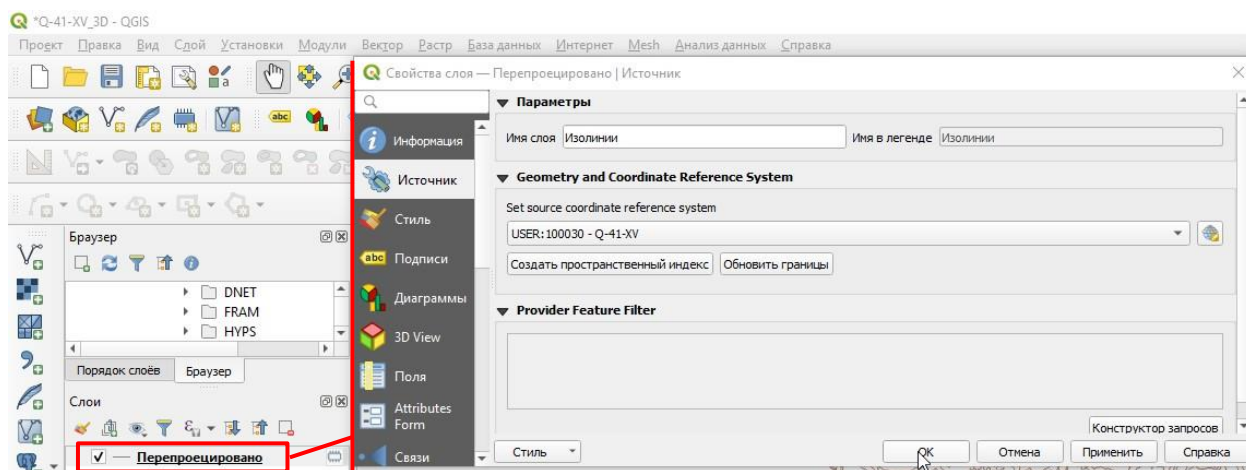 *Q-41-XV_3D - QGIS
Проект Правка Вид Слой Установки Модули Вектор Растр База данных Интернет Mesh Анализ данных Справка
Свойства слоя — Перепроецировано | Источник
Параметры
Имя слоя Изолинии Имя в легенде Изолинии
Geometry and Coordinate Reference System
Set source coordinate reference system
USER:100030 - Q-41-XV
Создать пространственный индекс Обновить границы
Provider Feature Filter
Конструктор запросов
Стиль OK Отмена Применить Справка
Информация
Источник
Стиль
abc Подписи
Диаграммы
3D View
Поля
Attributes
Form
Связи
abc
Браузер
DNET
FRAM
HYPS
Порядок слоёв Браузер
Слои
Перепроецировано